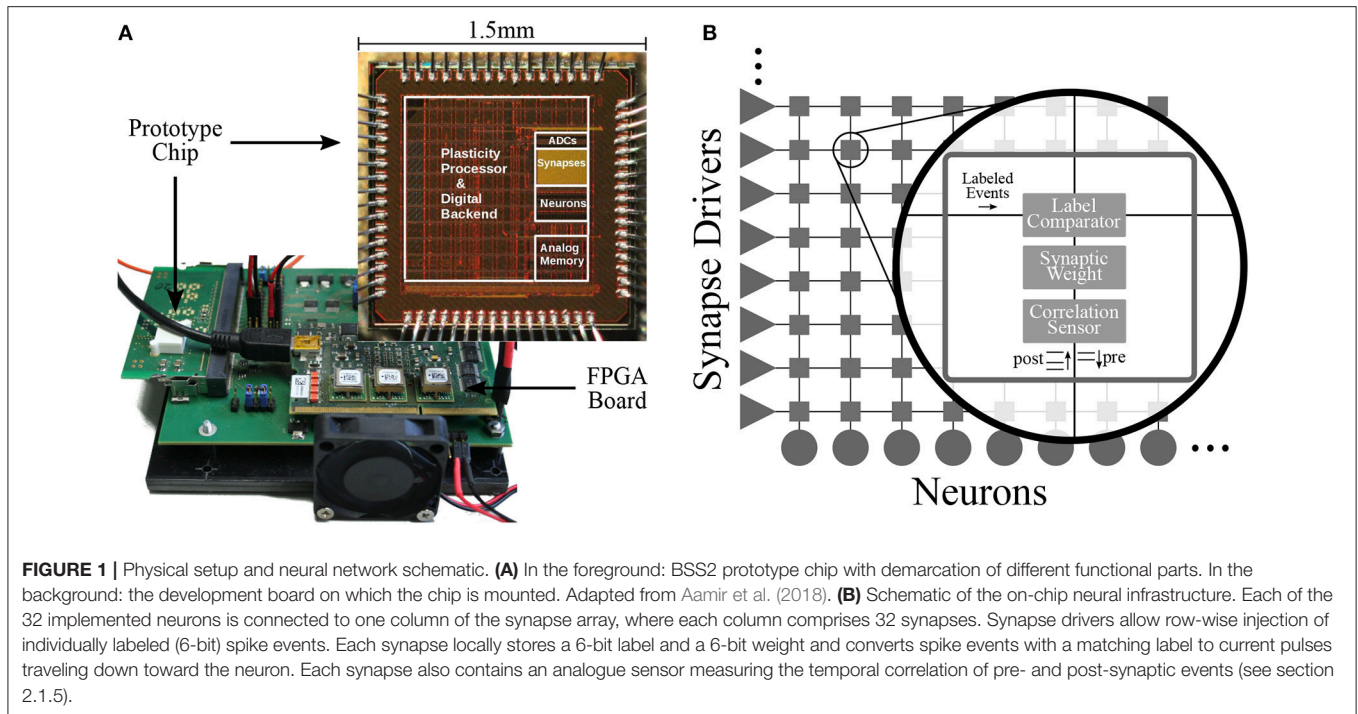 A
1.5mm
Prototype
Chip
ADCs
Synapses
Plasticity
Processor
&
Digital
Backend
Neurons
Analog
Memory
FPGA
Board
B
Synapse Drivers
Labeled
Events
Label
Comparator
Synaptic
Weight
Correlation
Sensor
post
pre
Neurons
FIGURE 1 | Physical setup and neural network schematic. (A) In the foreground: BSS2 prototype chip with demarcation of different functional parts. In the
background: the development board on which the chip is mounted. Adapted from Aamir et al. (2018). (B) Schematic of the on-chip neural infrastructure. Each of the
32 implemented neurons is connected to one column of the synapse array, where each column comprises 32 synapses. Synapse drivers allow row-wise injection of
individually labeled (6-bit) spike events. Each synapse locally stores a 6-bit label and a 6-bit weight and converts spike events with a matching label to current pulses
traveling down toward the neuron. Each synapse also contains an analogue sensor measuring the temporal correlation of pre- and post-synaptic events (see section
2.1.5).